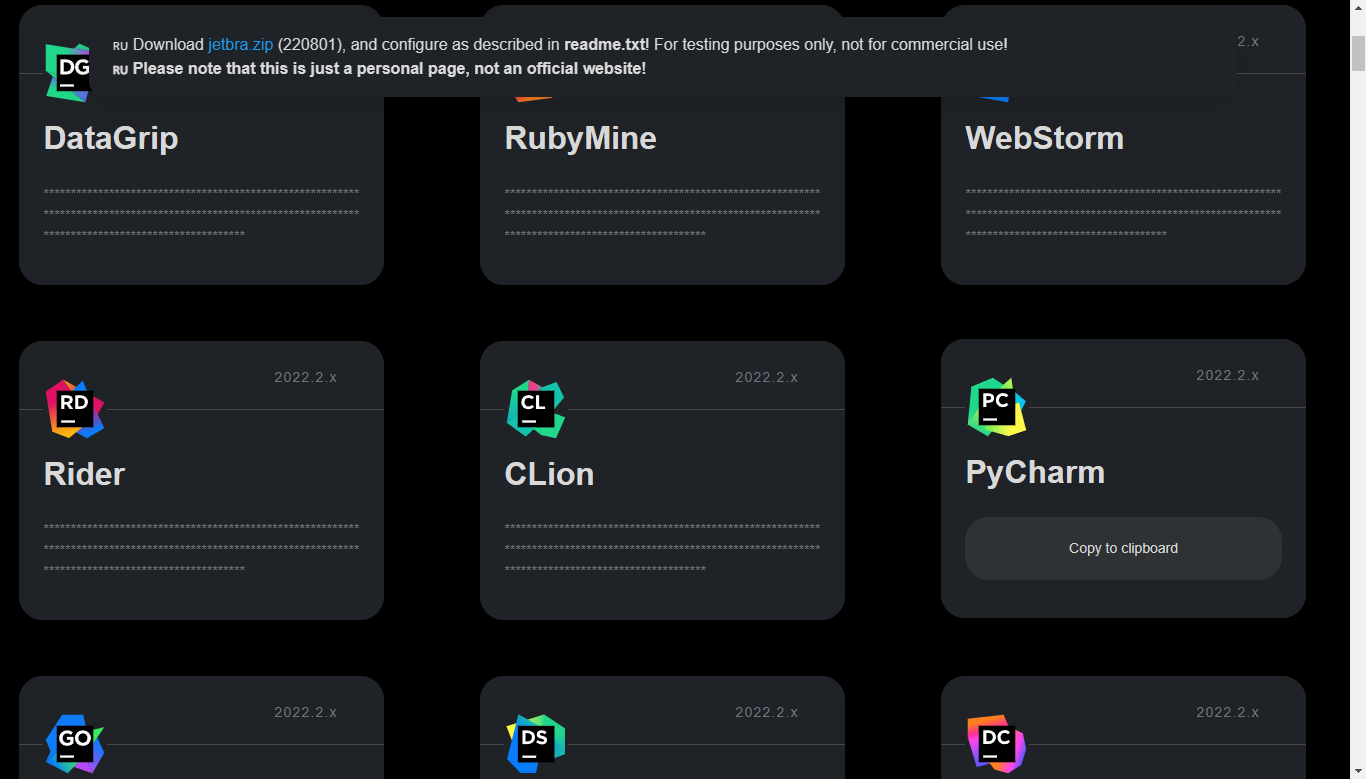 RU Download jetbra.zip (220801), and configure as described in readme.txt! For testing purposes only, not for commercial use!
RU Please note that this is just a personal page, not an official website!
2.x
DG
DataGrip
RubyMine
WebStorm
*********************************************************
*********************************************************
************************************
*********************************************************
*********************************************************
************************************
*********************************************************
*********************************************************
************************************
2022.2.x
RD
Rider
*********************************************************
*********************************************************
************************************
2022.2.x
CL
CLion
*********************************************************
*********************************************************
************************************
2022.2.x
PC
PyCharm
Copy to clipboard
2022.2.x
GO
2022.2.x
DS
2022.2.x
DC